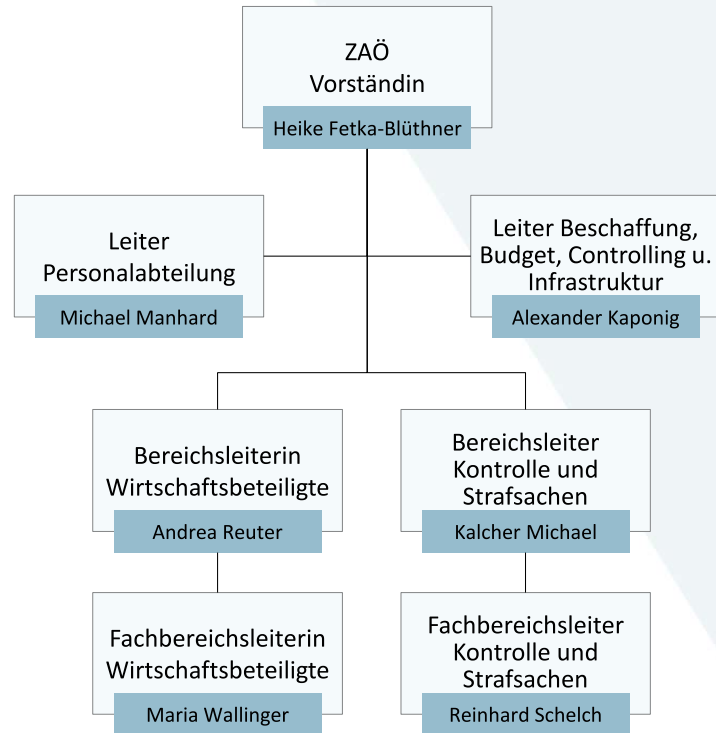 ZAÖ
Vorständin
Heike Fetka-Blüthner
Leiter
Personalabteilung
Michael Manhard
Leiter Beschaffung,
Budget, Controlling u.
Infrastruktur
Alexander Kaponig
Bereichsleiterin
Wirtschaftsbeteiligte
Andrea Reuter
Bereichsleiter
Kontrolle und
Strafsachen
Kalcher Michael
Fachbereichsleiterin
Wirtschaftsbeteiligte
Maria Wallinger
Fachbereichsleiter
Kontrolle und
Strafsachen
Reinhard Schelch